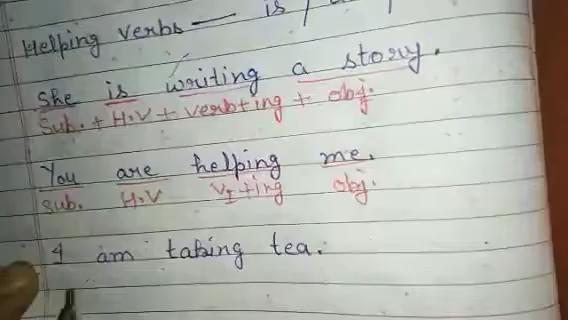 Helping verbs — is /
She is writing a story.
Sub. + H.V + verb+ing + obj.
You are helping me.
sub. H.V V1+ing obj.
I am taking tea.